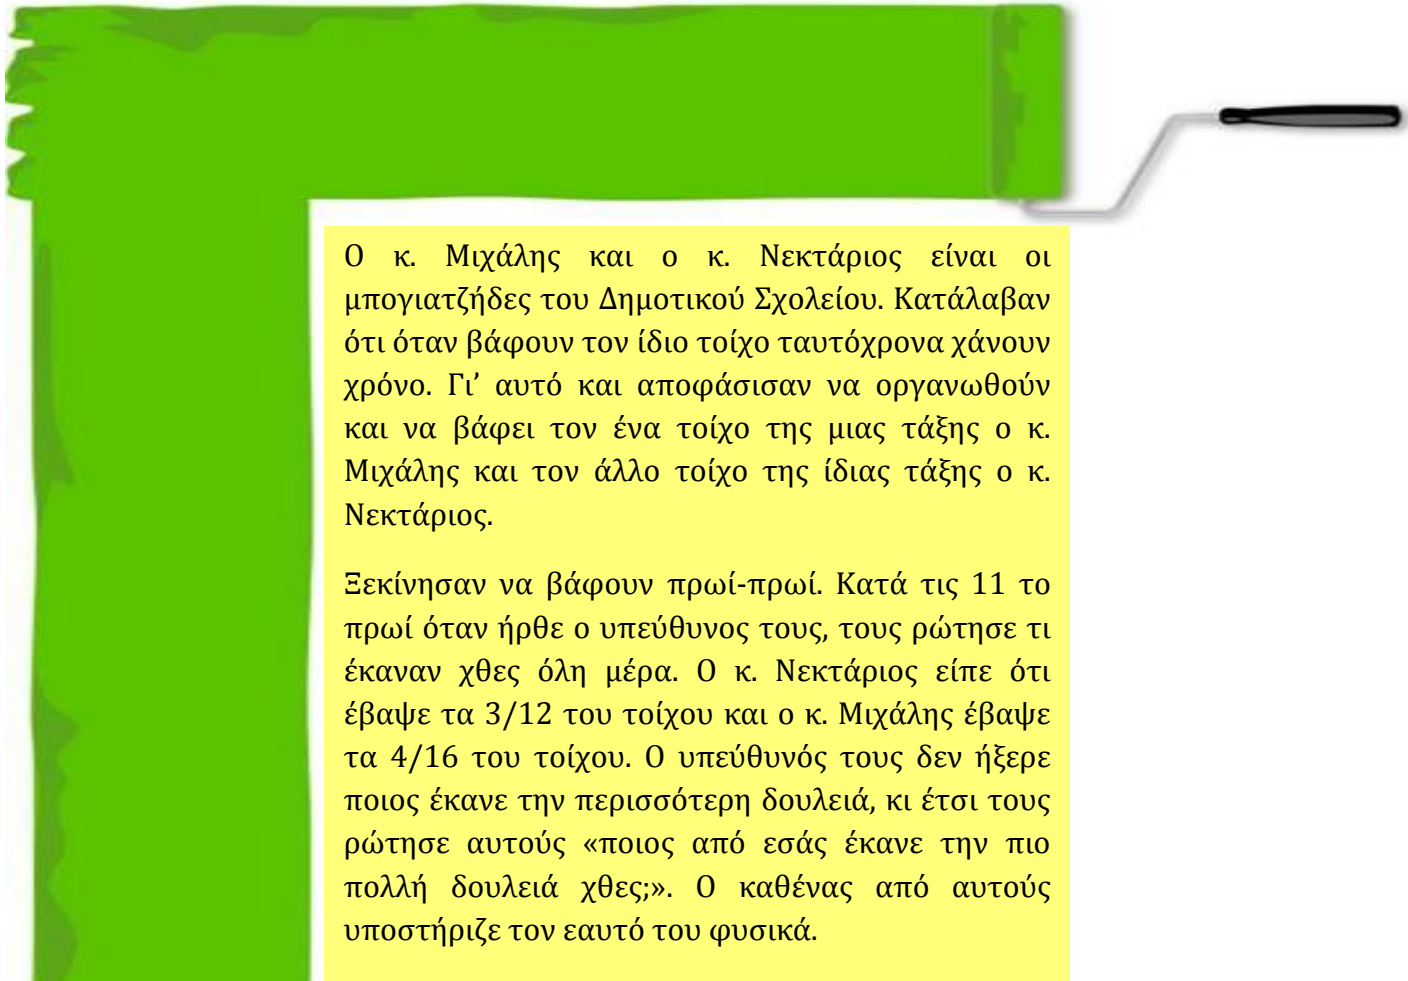 Ο κ. Μιχάλης και ο κ. Νεκτάριος είναι οι
μπογιατζήδες του Δημοτικού Σχολείου. Κατάλαβαν
ότι όταν βάφουν τον ίδιο τοίχο ταυτόχρονα χάνουν
χρόνο. Γι’ αυτό και αποφάσισαν να οργανωθούν
και να βάφει τον ένα τοίχο της μιας τάξης ο κ.
Μιχάλης και τον άλλο τοίχο της ίδιας τάξης ο κ.
Νεκτάριος.
Ξεκίνησαν να βάφουν πρωί-πρωί. Κατά τις 11 το
πρωί όταν ήρθε ο υπεύθυνος τους, τους ρώτησε τι
έκαναν χθες όλη μέρα. Ο κ. Νεκτάριος είπε ότι
έβαψε τα 3/12 του τοίχου και ο κ. Μιχάλης έβαψε
τα 4/16 του τοίχου. Ο υπεύθυνός τους δεν ήξερε
ποιος έκανε την περισσότερη δουλειά, κι έτσι τους
ρώτησε αυτούς «ποιος από εσάς έκανε την πιο
πολλή δουλειά χθες;». Ο καθένας από αυτούς
υποστήριζε τον εαυτό του φυσικά.